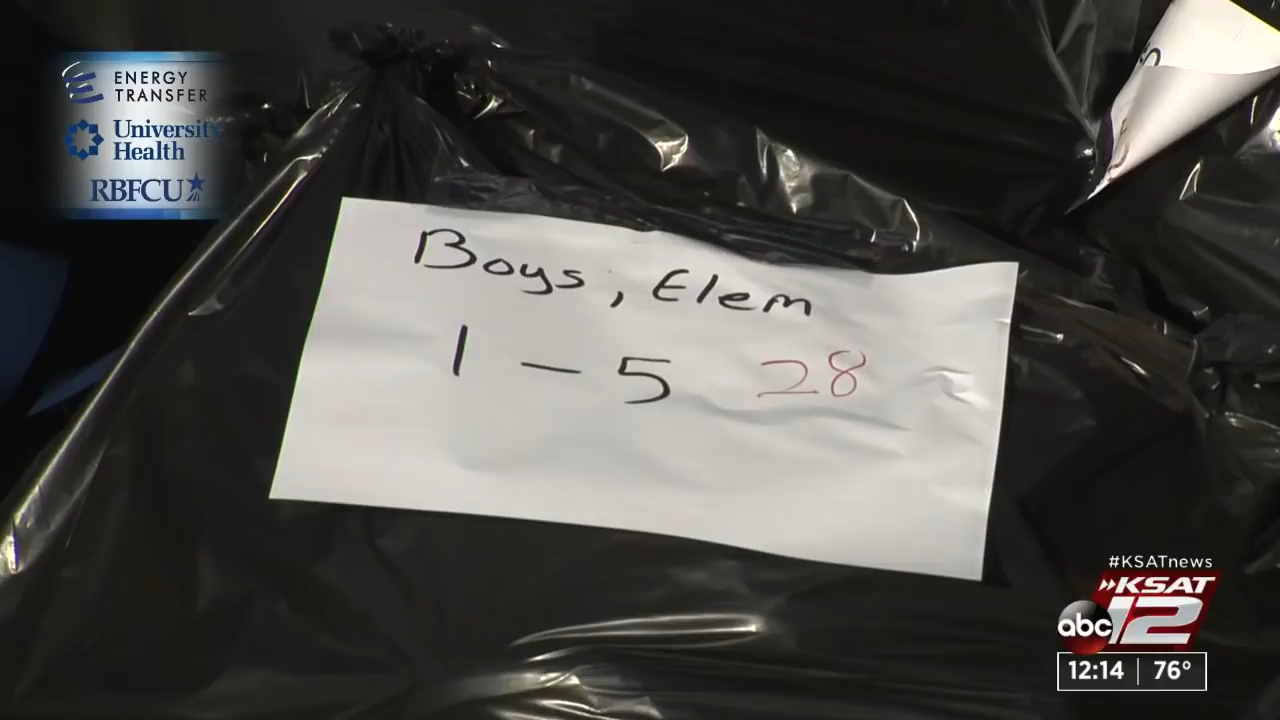 ENERGY
TRANSFER
University
Health
RBFCU
Boys, Elem
1 - 5 28
#KSATnews
KSAT
abc 12
12:14 76°